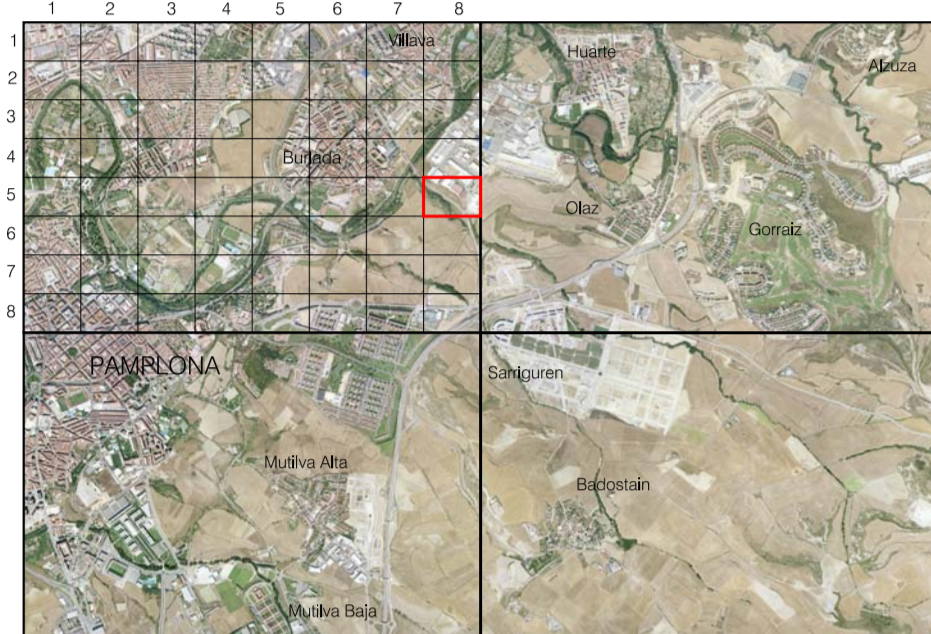 1 2 3 4 5 6 7 8
1
2
3
4
5
6
7
8
Villava
Huarte
Alzuza
Burlada
Olaz
Gorraiz
PAMPLONA
Sarriguren
Mutilva Alta
Badostain
Mutilva Baja